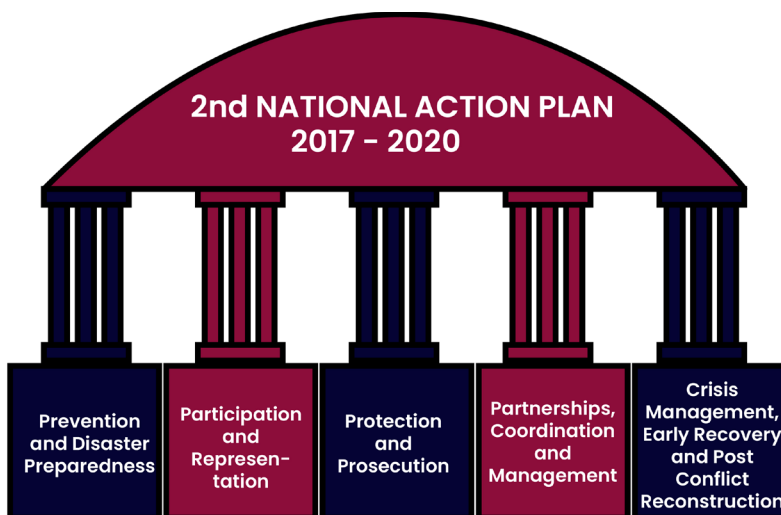 2nd NATIONAL ACTION PLAN
2017 - 2020
Prevention
and Disaster
Preparedness
Participation
and
Represen-
tation
Protection
and
Prosecution
Partnerships,
Coordination
and
Management
Crisis
Management,
Early Recovery
and Post
Conflict
Reconstruction